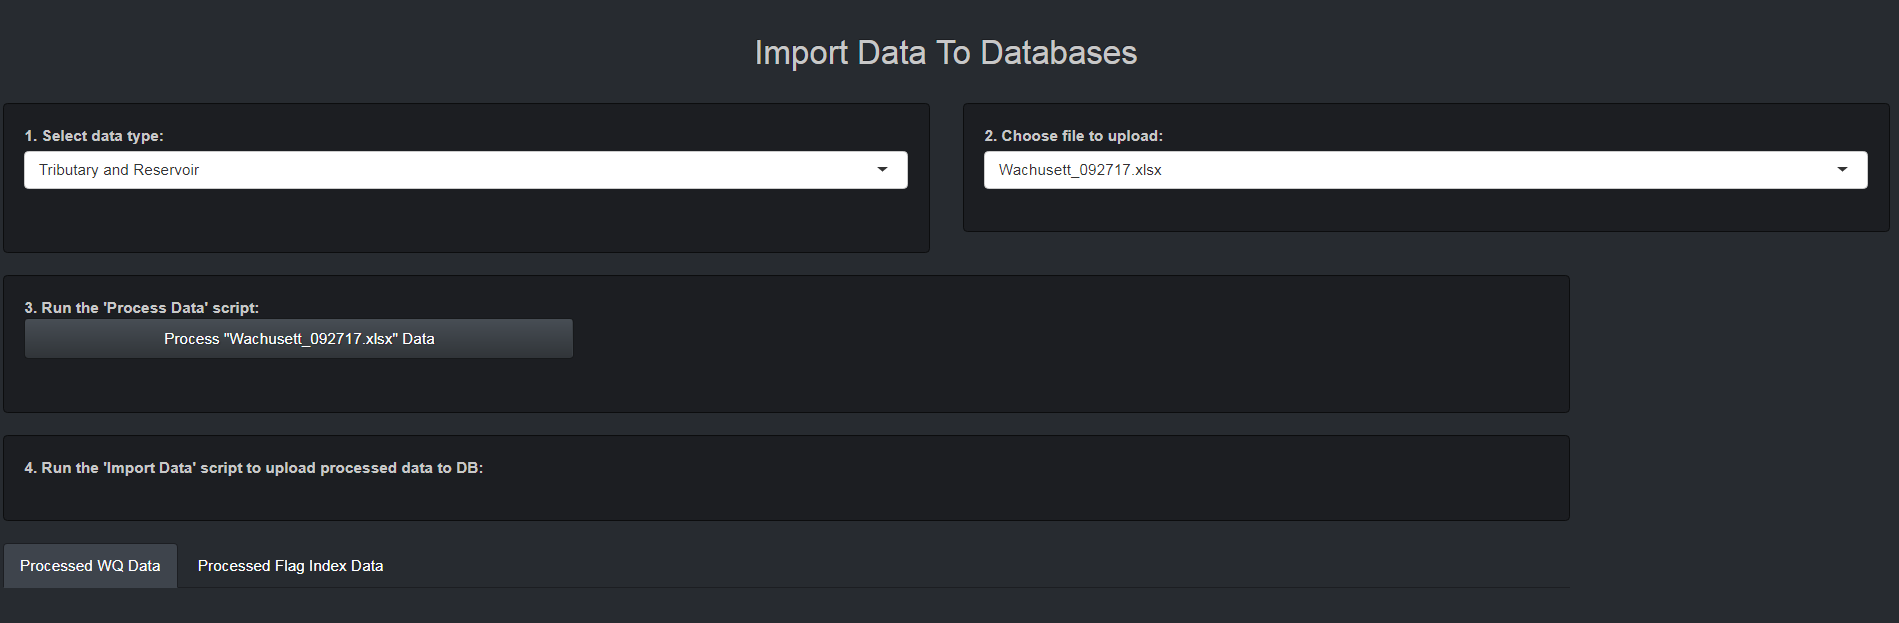 Import Data To Databases
1. Select data type:
Tributary and Reservoir
2. Choose file to upload:
Wachusett_092717.xlsx
3. Run the 'Process Data' script:
Process "Wachusett_092717.xlsx" Data
4. Run the 'Import Data' script to upload processed data to DB:
Processed WQ Data
Processed Flag Index Data